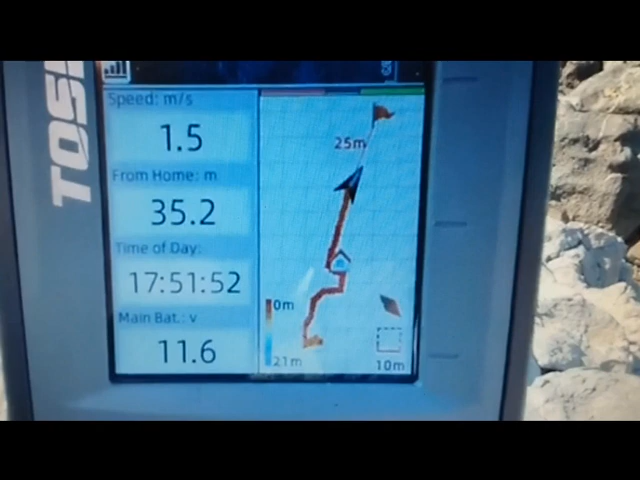 Speed: m/s
1.5
From Home: m
35.2
Time of Day:
17:51:52
Main Bat.: v
11.6
25m
0m
21m
10m